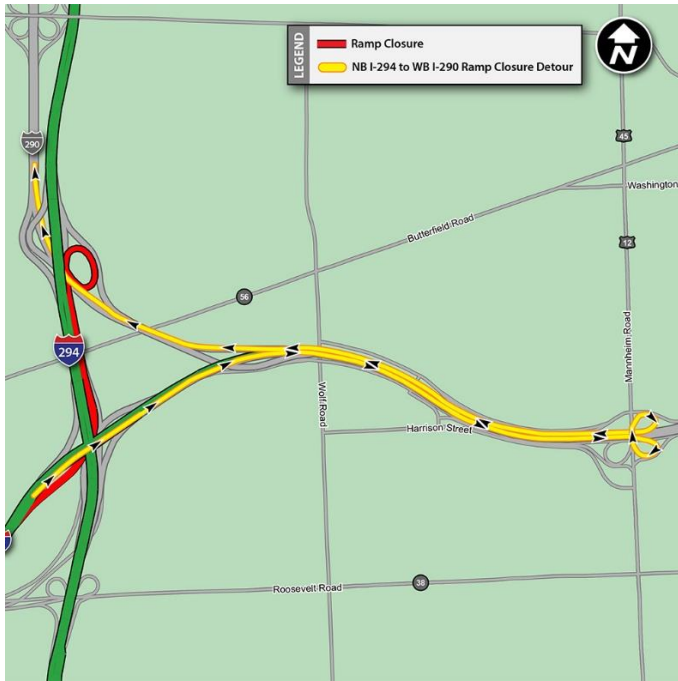 LEGEND
Ramp Closure
NB I-294 to WB I-290 Ramp Closure Detour
N
290
45
Washington
Butterfield Road
12
56
Mannheim Road
294
Wolf Road
Harrison Street
38
Roosevelt Road